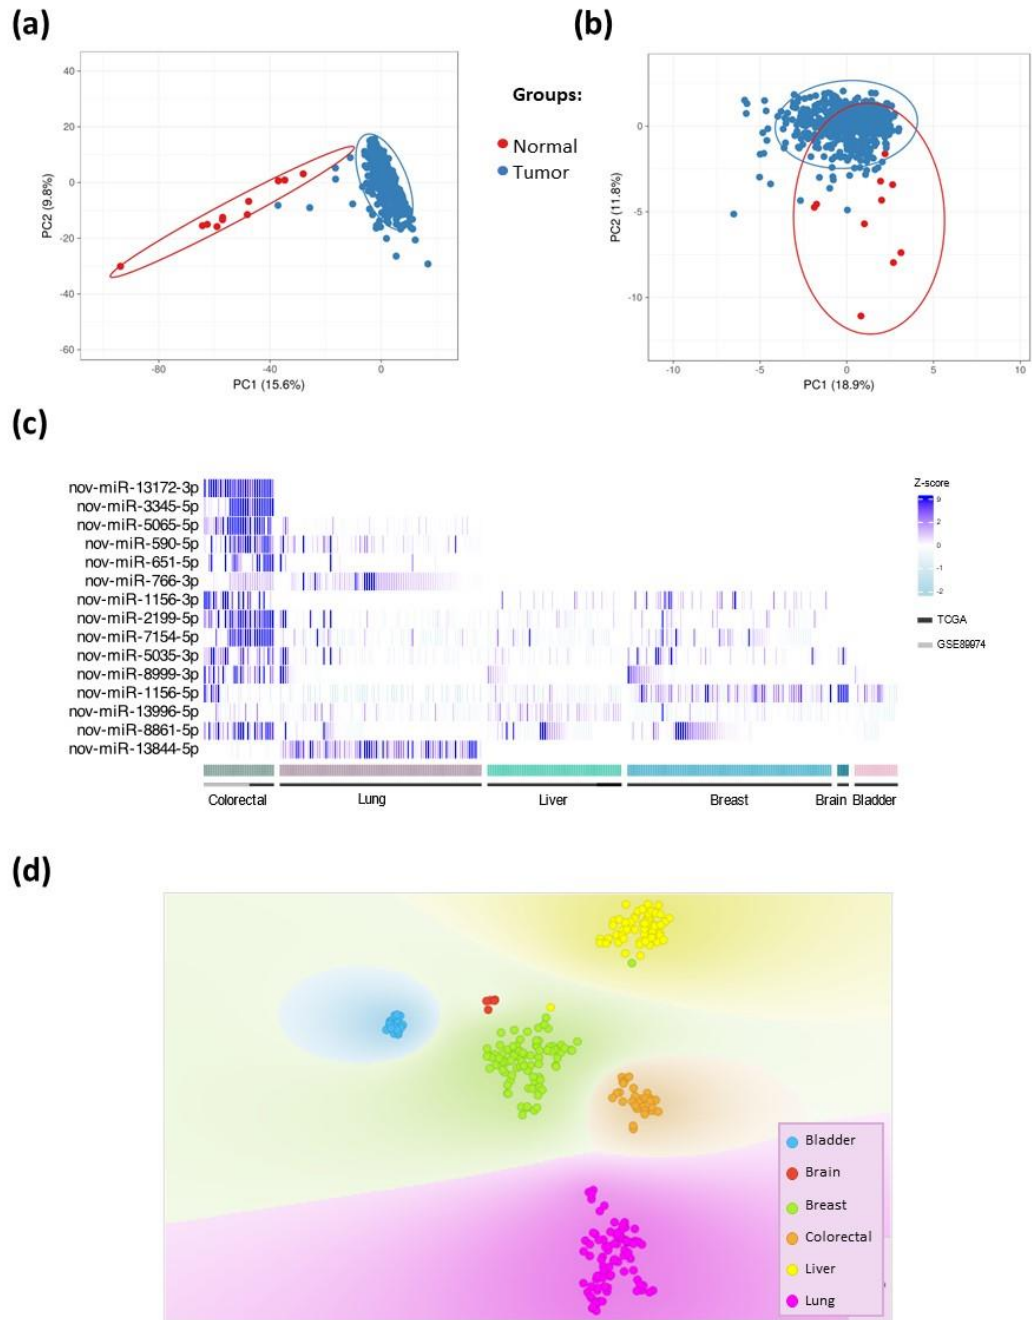 (a)
40
20
0
-20
-40
-60
PC2 (9.8%)
-80
-40
0
PC1 (15.6%)
Groups:
Normal
Tumor
(b)
0
-5
-10
PC2 (11.8%)
-10
-5
0
5
10
PC1 (18.9%)
(c)
nov-miR-13172-3p
nov-miR-3345-5p
nov-miR-5065-5p
nov-miR-590-5p
nov-miR-651-5p
nov-miR-766-3p
nov-miR-1156-3p
nov-miR-2199-5p
nov-miR-7154-5p
nov-miR-5035-3p
nov-miR-8999-3p
nov-miR-1156-5p
nov-miR-13996-5p
nov-miR-8861-5p
nov-miR-13844-5p
Z-score
9
2
0
-1
-2
TCGA
GSE89974
Colorectal
Lung
Liver
Breast
Brain
Bladder
(d)
Bladder
Brain
Breast
Colorectal
Liver
Lung